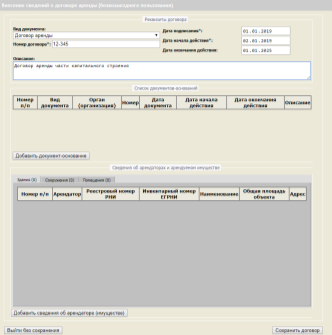 Внесение сведений о договоре аренды (безвозмездного пользования)
Реквизиты договора
Вид документа:
Договор аренды
Номер договора*: 12-345
Дата подписания*: 01.01.2019
Дата начала действия*: 01.01.2019
Дата окончания действия: 01.01.2025
Описание:
Договор аренды части капитального строения
Список документов-оснований
Номер п/п Вид документа Орган (организация) Номер Дата документа Дата начала действия Дата окончания действия Описание
Добавить документ-основание
Сведения об арендаторах и арендуемом имуществе
Здания (0) Сооружения (0) Помещения (0)
Номер п/п Арендатор Реестровый номер РНИ Инвентарный номер ЕГРНИ Наименование Общая площадь объекта Адрес
Добавить сведения об арендаторе (имуществе)
Выйти без сохранения Сохранить договор